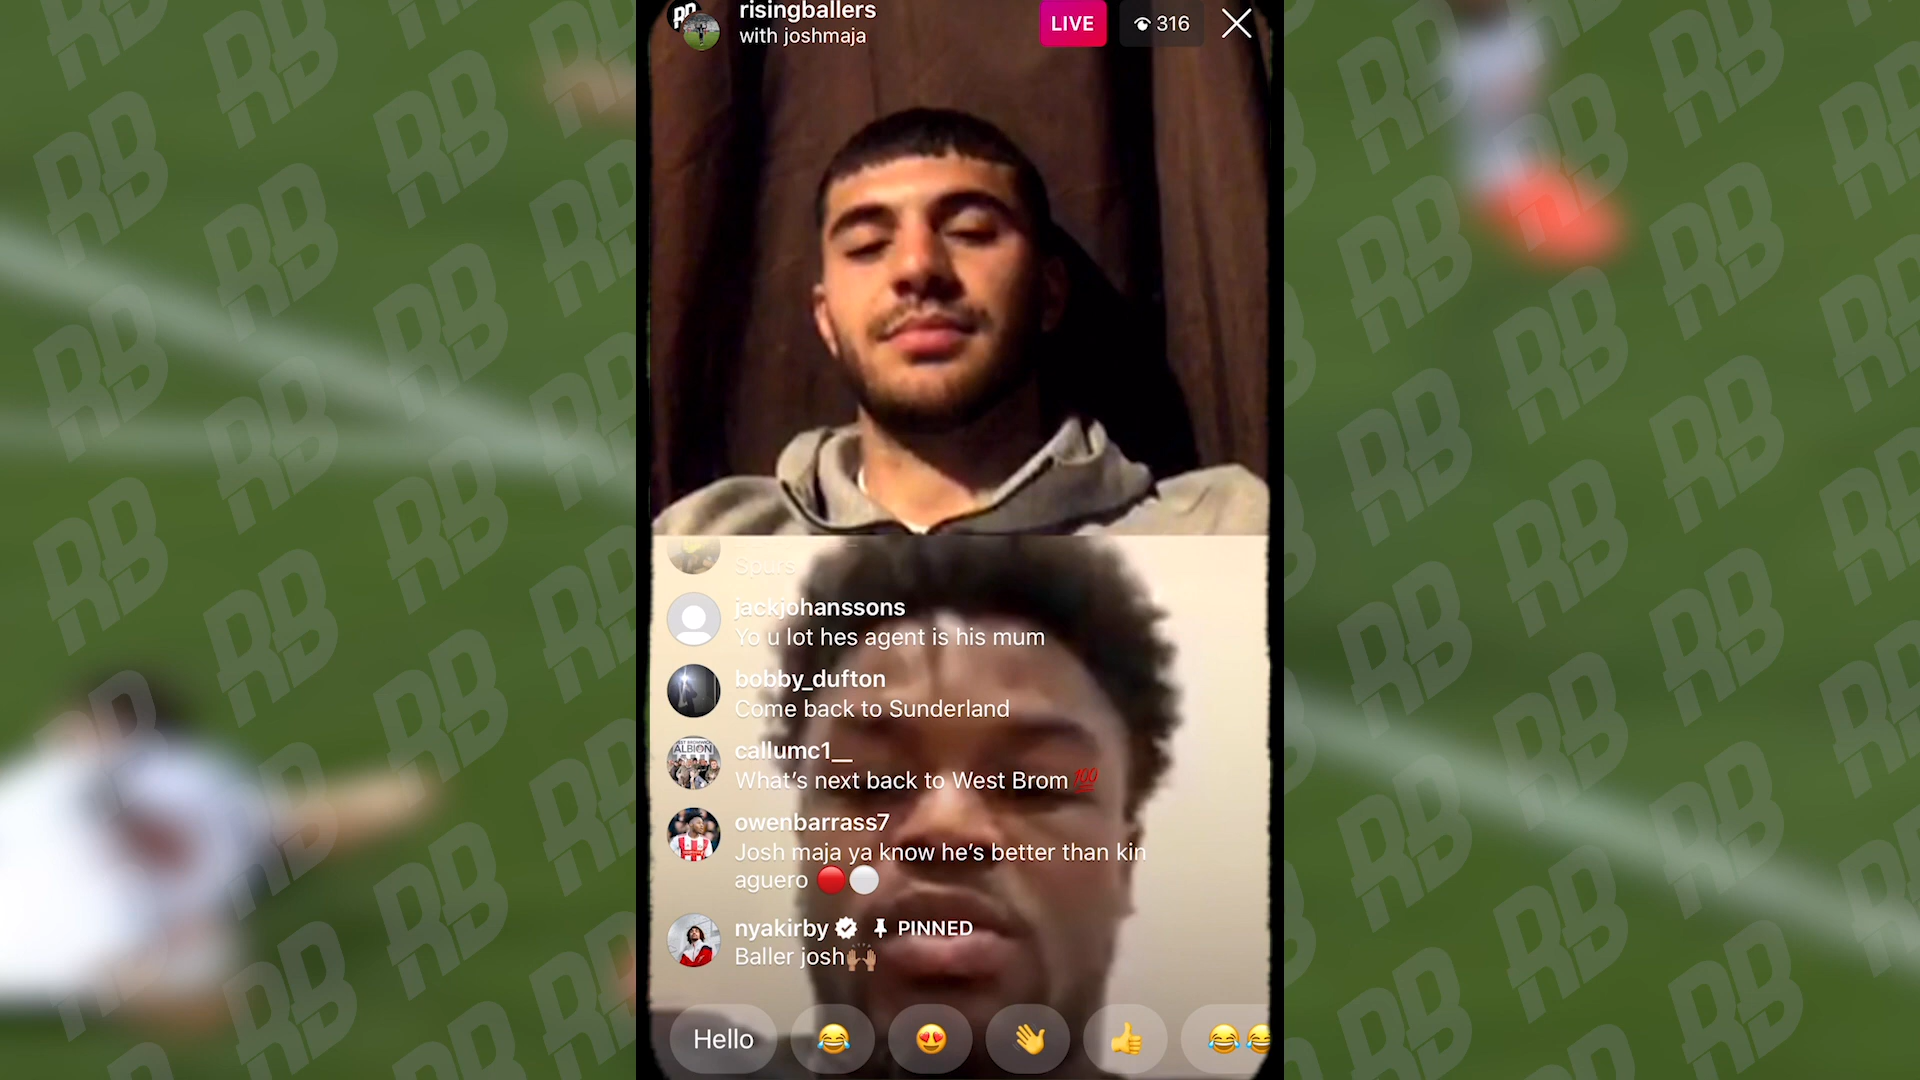 risingballers
with joshmaja
LIVE
316
Spurs
jackjohanssons
Yo u lot hes agent is his mum
bobby_dufton
Come back to Sunderland
callumc1__
What’s next back to West Brom 💯
owenbarrass7
Josh maja ya know he’s better than kin
aguero 🔴⚪
nyakirby PINNED
Baller josh🙌🏽
Hello 😂 😍 👋 👍 😂😂
ALBION
RB